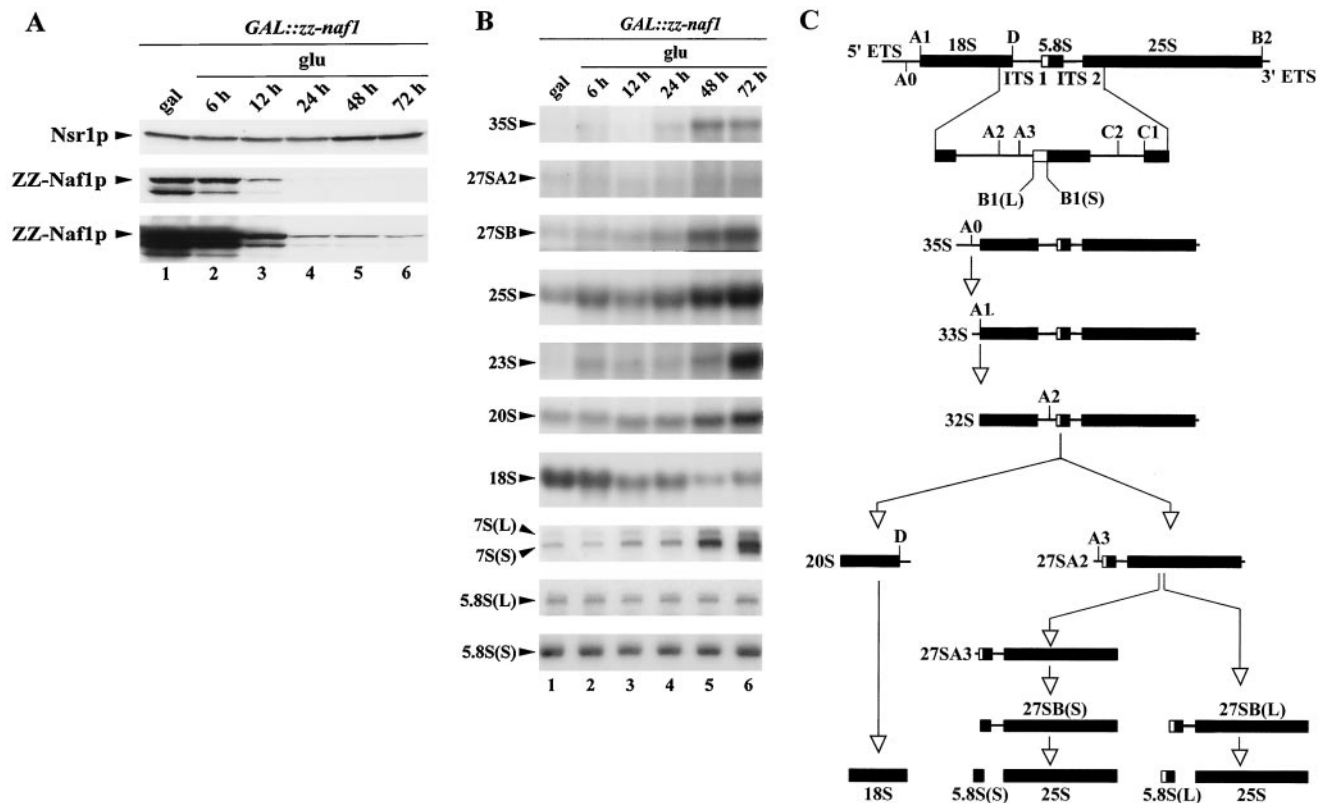 A
GAL::zz-naf1
glu
gal 6 h 12 h 24 h 48 h 72 h
Nsr1p
ZZ-Naf1p
ZZ-Naf1p
1 2 3 4 5 6
B
GAL::zz-naf1
glu
gal 6 h 12 h 24 h 48 h 72 h
35S
27SA2
27SB
25S
23S
20S
18S
7S(L)
7S(S)
5.8S(L)
5.8S(S)
1 2 3 4 5 6
C
A1 D 5.8S 25S B2
5' ETS 18S
A0 ITS 1 ITS 2 3' ETS
A2 A3 C2 C1
B1(L) B1(S)
A0
35S
A1
33S
A2
32S
D A3
20S 27SA2
27SA3
27SB(S) 27SB(L)
18S 5.8S(S) 25S 5.8S(L) 25S